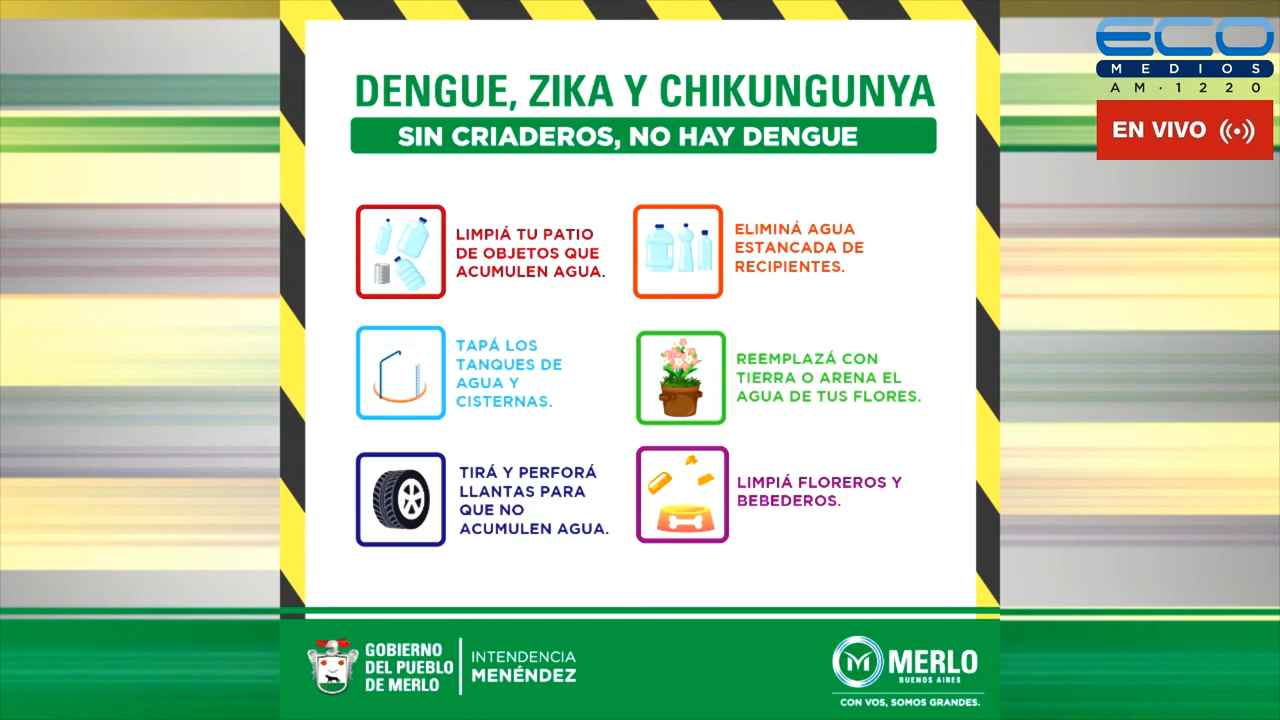 ECO
MEDIOS
AM·1220
EN VIVO
DENGUE, ZIKA Y CHIKUNGUNYA
SIN CRIADEROS, NO HAY DENGUE
LIMPIÁ TU PATIO
DE OBJETOS QUE
ACUMULEN AGUA.
ELIMINÁ AGUA
ESTANCADA DE
RECIPIENTES.
TAPÁ LOS
TANQUES DE
AGUA Y
CISTERNAS.
REEMPLAZÁ CON
TIERRA O ARENA EL
AGUA DE TUS FLORES.
TIRÁ Y PERFORÁ
LLANTAS PARA
QUE NO
ACUMULEN AGUA.
LIMPIÁ FLOREROS Y
BEBEDEROS.
GOBIERNO
DEL PUEBLO
DE MERLO
INTENDENCIA
MENÉNDEZ
MERLO
BUENOS AIRES
CON VOS, SOMOS GRANDES.